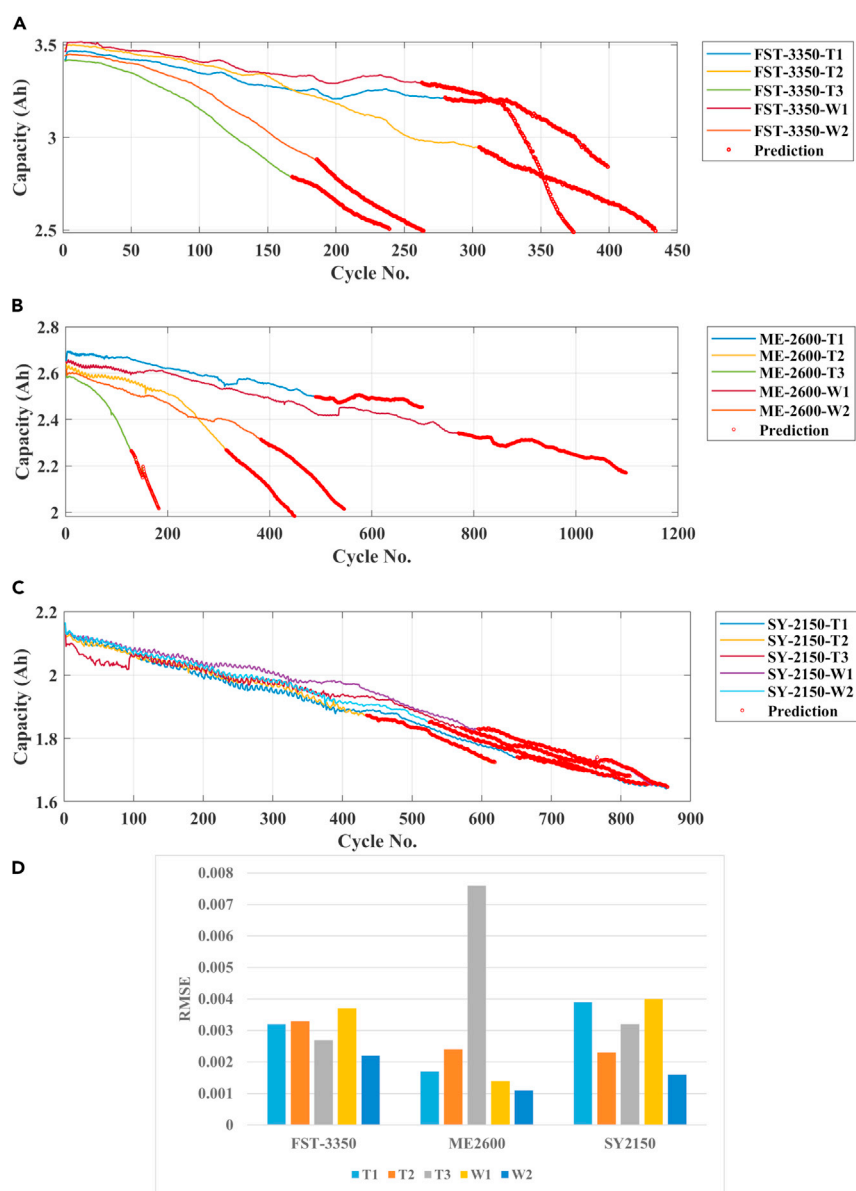 A
3.5
3
2.5
Capacity (Ah)
0 50 100 150 200 250 300 350 400 450
Cycle No.
FST-3350-T1
FST-3350-T2
FST-3350-T3
FST-3350-W1
FST-3350-W2
Prediction
B
2.8
2.6
2.4
2.2
2
Capacity (Ah)
0 200 400 600 800 1000 1200
Cycle No.
ME-2600-T1
ME-2600-T2
ME-2600-T3
ME-2600-W1
ME-2600-W2
Prediction
C
2.2
2
1.8
1.6
Capacity (Ah)
0 100 200 300 400 500 600 700 800 900
Cycle No.
SY-2150-T1
SY-2150-T2
SY-2150-T3
SY-2150-W1
SY-2150-W2
Prediction
D
0.008
0.007
0.006
0.005
0.004
0.003
0.002
0.001
0
RMSE
FST-3350 ME2600 SY2150
T1 T2 T3 W1 W2